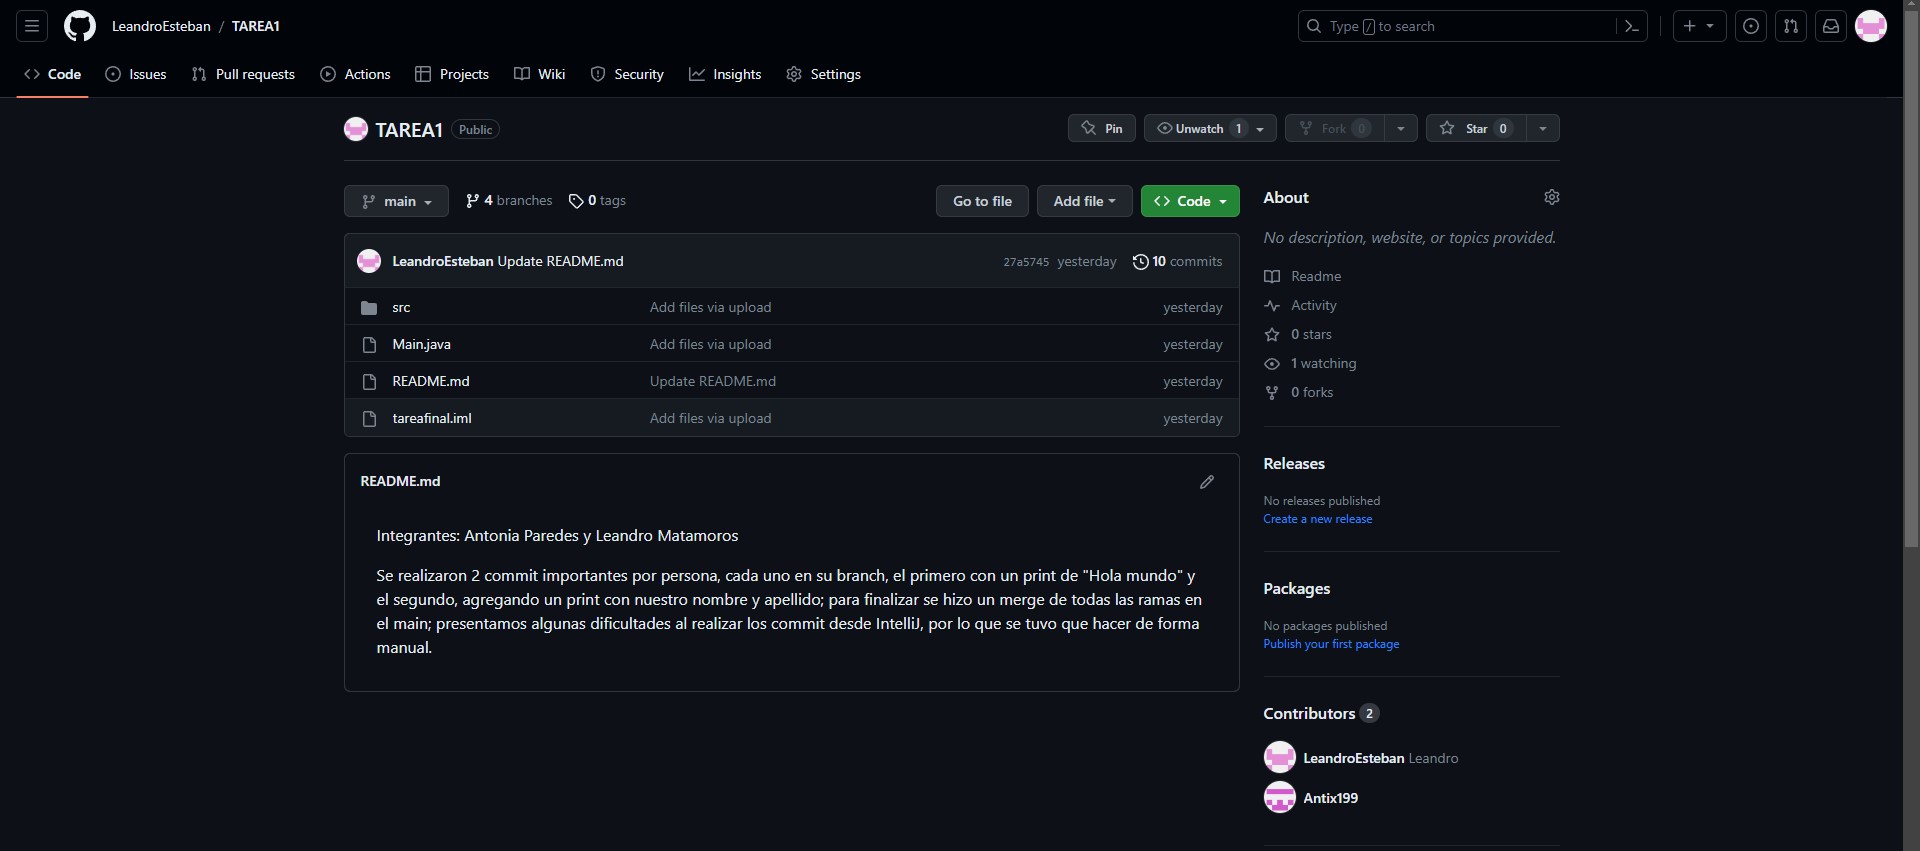 LeandroEsteban / TAREA1
Type / to search
Code Issues Pull requests Actions Projects Wiki Security Insights Settings
TAREA1 Public
Pin Unwatch 1 Fork 0 Star 0
main 4 branches 0 tags
Go to file Add file Code
LeandroEsteban Update README.md 27a5745 yesterday 10 commits
src Add files via upload yesterday
Main.java Add files via upload yesterday
README.md Update README.md yesterday
tareafinal.iml Add files via upload yesterday
README.md
Integrantes: Antonia Paredes y Leandro Matamoros
Se realizaron 2 commit importantes por persona, cada uno en su branch, el primero con un print de "Hola mundo" y
el segundo, agregando un print con nuestro nombre y apellido; para finalizar se hizo un merge de todas las ramas en
el main; presentamos algunas dificultades al realizar los commit desde IntelliJ, por lo que se tuvo que hacer de forma
manual.
About
No description, website, or topics provided.
Readme
Activity
0 stars
1 watching
0 forks
Releases
No releases published
Create a new release
Packages
No packages published
Publish your first package
Contributors 2
LeandroEsteban Leandro
Antix199